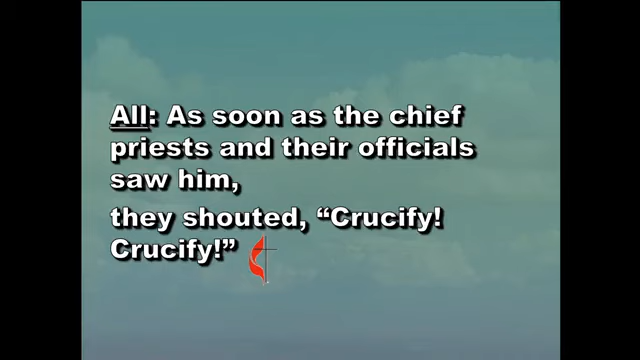 All: As soon as the chief
priests and their officials
saw him,
they shouted, “Crucify!
Crucify!”